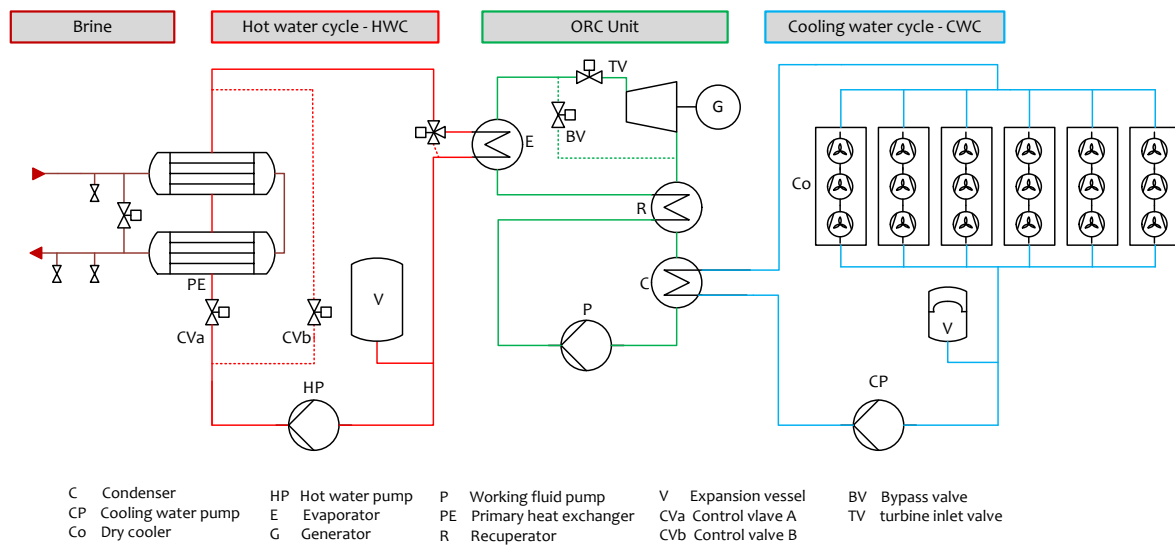 Brine
Hot water cycle - HWC
ORC Unit
Cooling water cycle - CWC
TV
G
BV
E
Co
R
PE
C
V
P
V
CVa
CVb
HP
CP
C Condenser
CP Cooling water pump
Co Dry cooler
HP Hot water pump
E Evaporator
G Generator
P Working fluid pump
PE Primary heat exchanger
R Recuperator
V Expansion vessel
CVa Control vlave A
CVb Control valve B
BV Bypass valve
TV turbine inlet valve